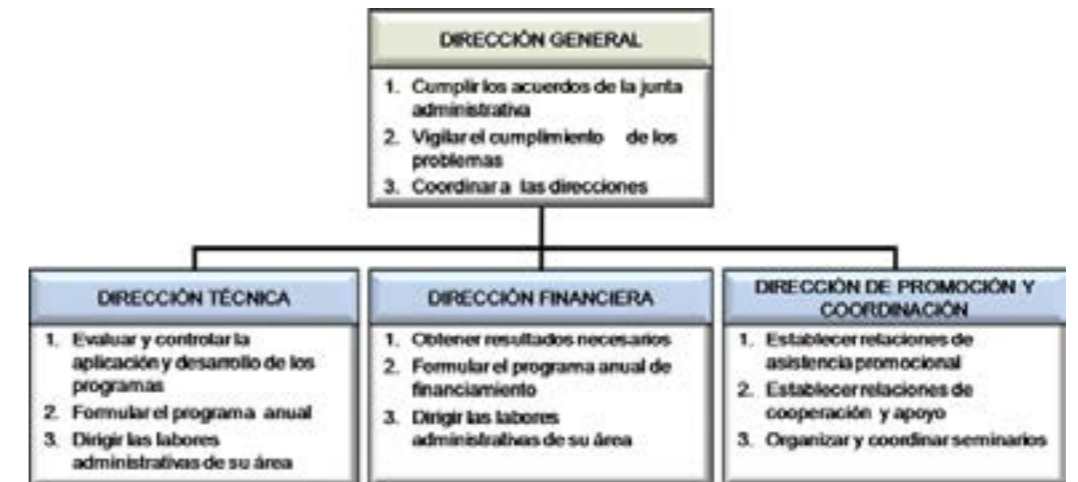 DIRECCIÓN GENERAL
1. Cumplir los acuerdos de la junta
administrativa
2. Vigilar el cumplimiento de los
problemas
3. Coordinar a las direcciones
DIRECCIÓN TÉCNICA
1. Evaluar y controlar la
aplicación y desarrollo de los
programas
2. Formular el programa anual
3. Dirigir las labores
administrativas de su área
DIRECCIÓN FINANCIERA
1. Obtener resultados necesarios
2. Formular el programa anual de
financiamiento
3. Dirigir las labores
administrativas de su área
DIRECCIÓN DE PROMOCIÓN Y
COORDINACIÓN
1. Establecer relaciones de
asistencia promocional
2. Establecer relaciones de
cooperación y apoyo
3. Organizar y coordinar seminarios